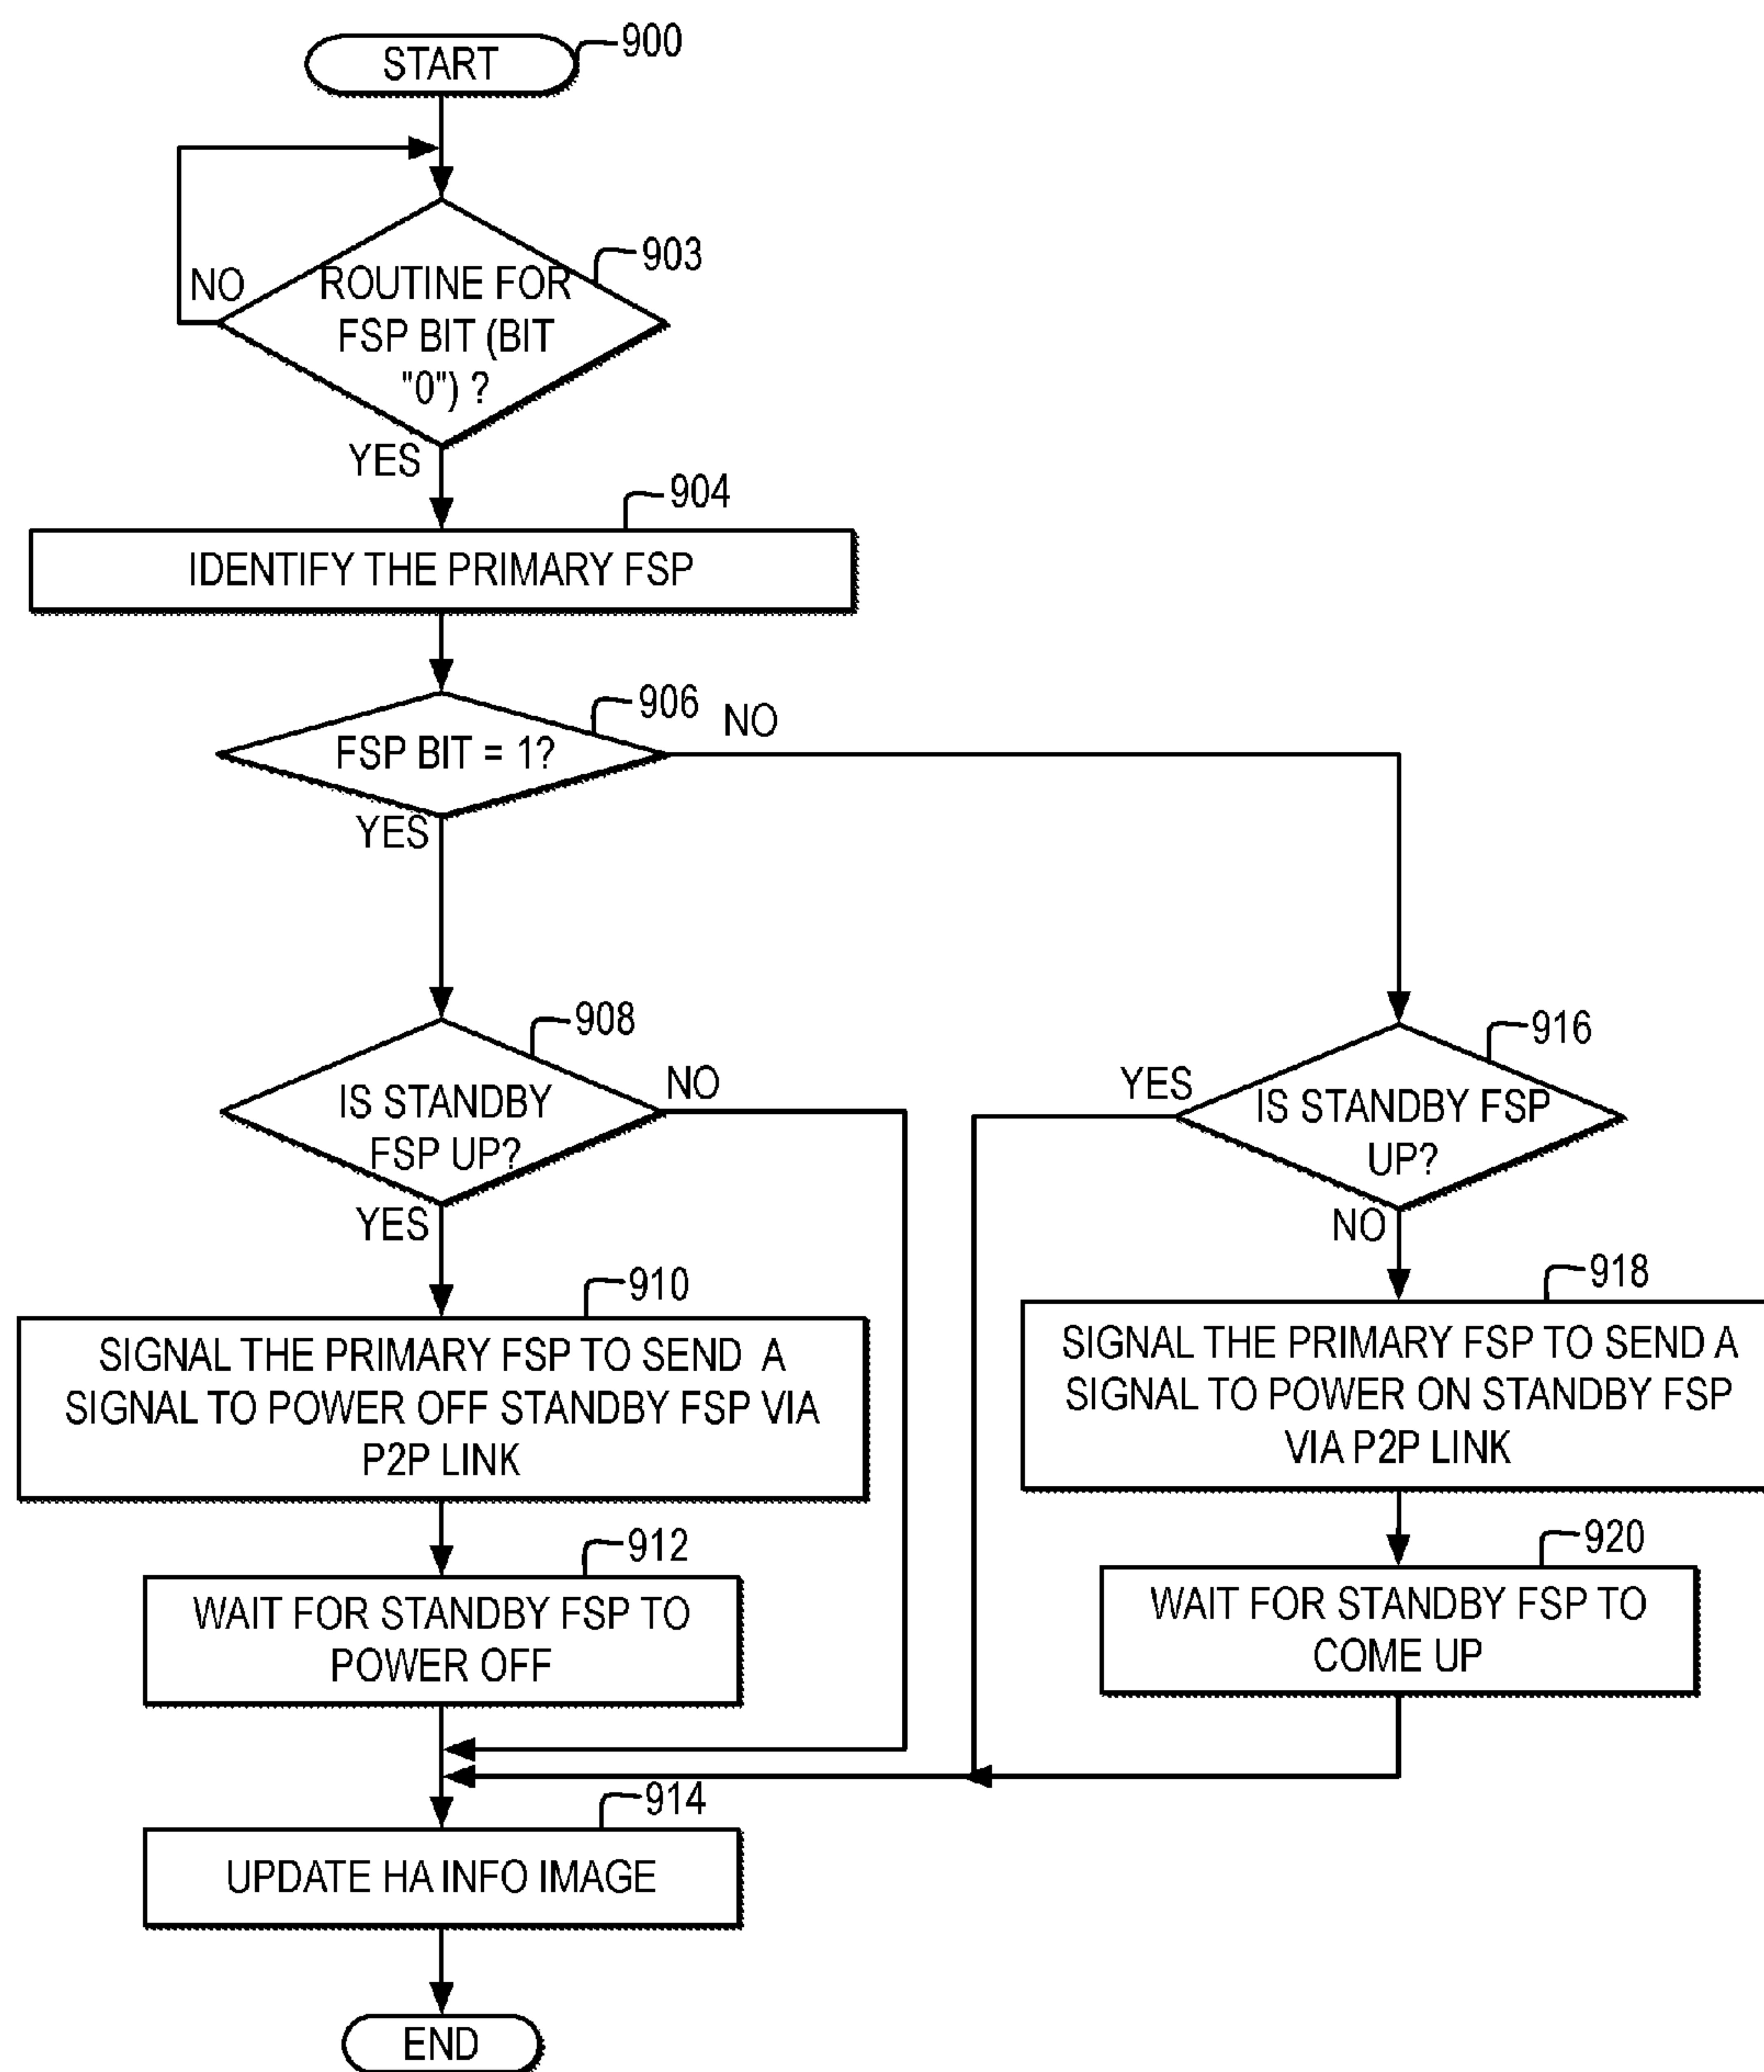 START
900
903
NO
ROUTINE FOR
FSP BIT (BIT
"0") ?
YES
904
IDENTIFY THE PRIMARY FSP
906
NO
FSP BIT = 1?
YES
908
IS STANDBY
FSP UP?
NO
YES
916
YES
IS STANDBY FSP
UP?
NO
910
SIGNAL THE PRIMARY FSP TO SEND A
SIGNAL TO POWER OFF STANDBY FSP VIA
P2P LINK
918
SIGNAL THE PRIMARY FSP TO SEND A
SIGNAL TO POWER ON STANDBY FSP
VIA P2P LINK
912
WAIT FOR STANDBY FSP TO
POWER OFF
920
WAIT FOR STANDBY FSP TO
COME UP
914
UPDATE HA INFO IMAGE
END